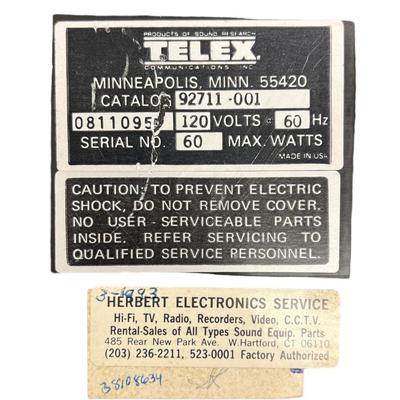 PRODUCTS OF SOUND RESEARCH
TELEX
COMMUNICATIONS, INC.
MINNEAPOLIS, MINN. 55420
CATALOG 92711-001
0811095 120 VOLTS 60 Hz
SERIAL NO. 60 MAX. WATTS
MADE IN USA
CAUTION: TO PREVENT ELECTRIC
SHOCK, DO NOT REMOVE COVER.
NO USER-SERVICEABLE PARTS
INSIDE. REFER SERVICING TO
QUALIFIED SERVICE PERSONNEL.
HERBERT ELECTRONICS SERVICE
Hi-Fi, TV, Radio, Recorders, Video, C.C.T.V.
Rental-Sales of All Types Sound Equip. Parts
485 Rear New Park Ave. W.Hartford, CT 06110
(203) 236-2211, 523-0001 Factory Authorized
38108634